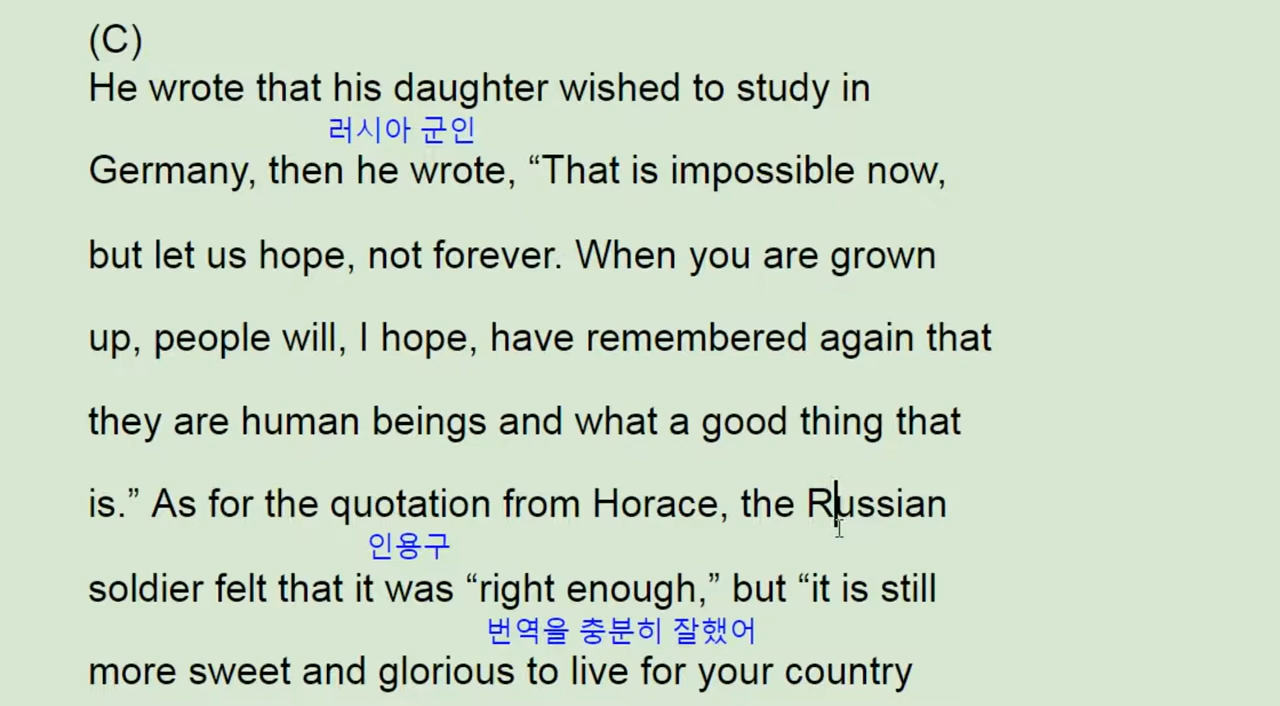 (C)
He wrote that his daughter wished to study in
러시아 군인
Germany, then he wrote, “That is impossible now,
but let us hope, not forever. When you are grown
up, people will, I hope, have remembered again that
they are human beings and what a good thing that
is.” As for the quotation from Horace, the Russian
인용구
soldier felt that it was “right enough,” but “it is still
번역을 충분히 잘했어
more sweet and glorious to live for your country